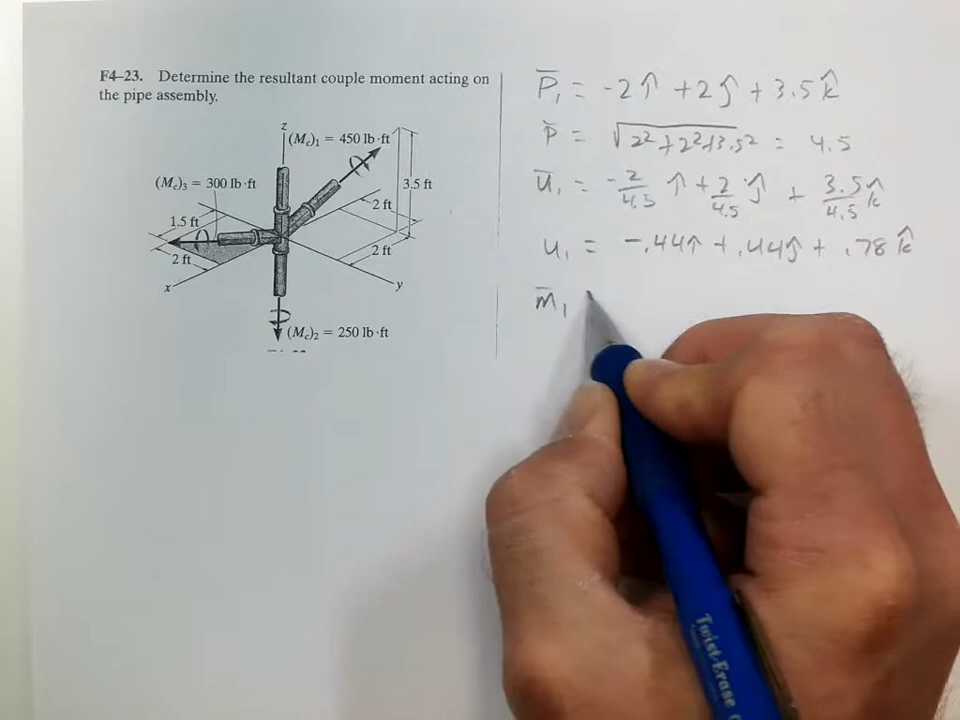 F4–23. Determine the resultant couple moment acting on
the pipe assembly.
z
(Mc)1 = 450 lb·ft
(Mc)3 = 300 lb·ft
3.5 ft
2 ft
1.5 ft
2 ft
2 ft
x
y
(Mc)2 = 250 lb·ft
P̄₁ = -2î + 2ĵ + 3.5k̂
P̄ = √2²+2²+3.5² = 4.5
ū₁ = -2/4.5 î + 2/4.5 ĵ + 3.5/4.5 k̂
u₁ = -.44î + .44ĵ + .78k̂
m̄₁
Twist-Erase